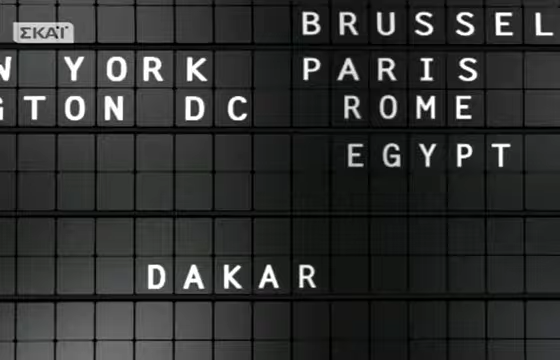 ΣΚΑΪ
BRUSSEL
W YORK PARIS
GTON DC ROME
EGYPT
DAKAR